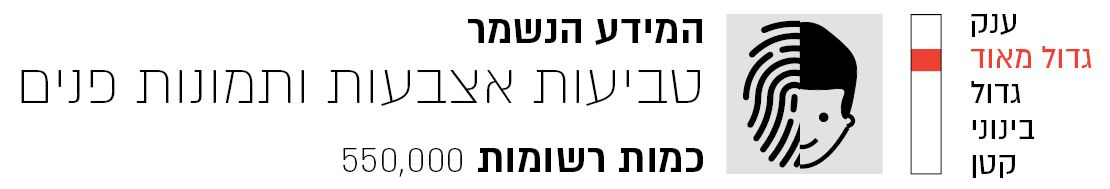 ענק
גדול מאוד
גדול
בינוני
קטן
המידע הנשמר
טביעות אצבעות ותמונות פנים
כמות רשומות 550,000